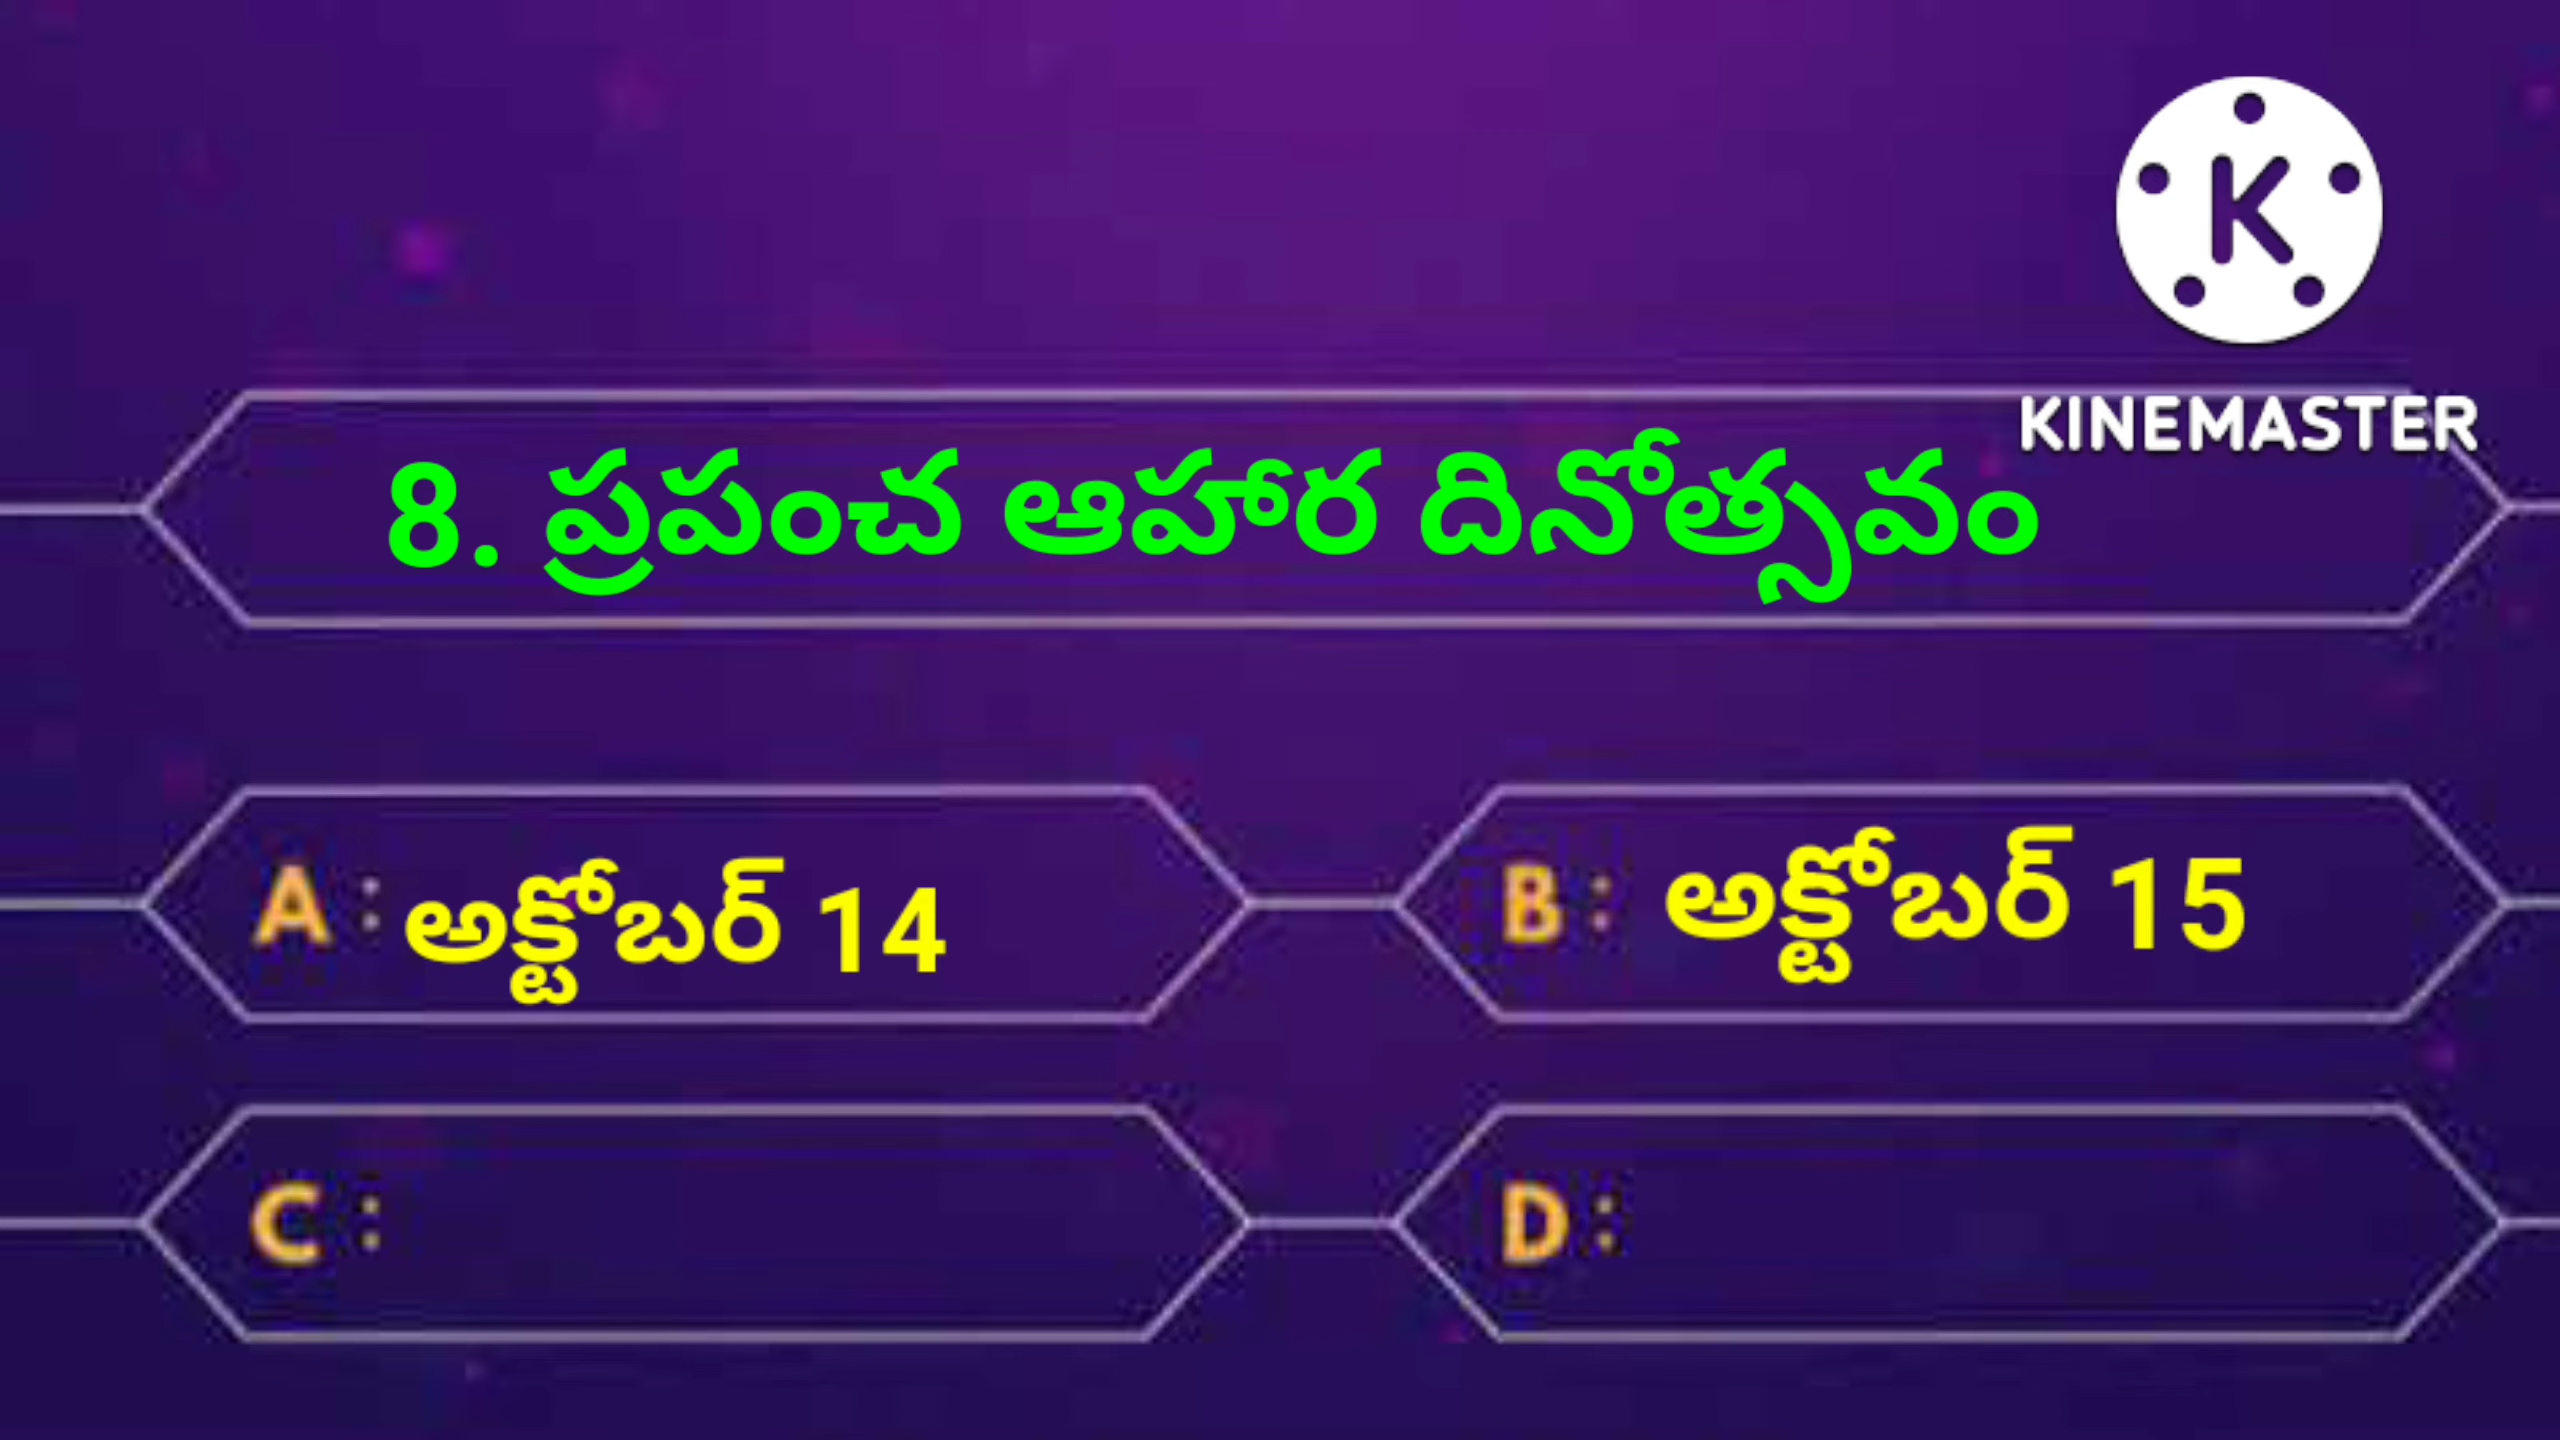 KINEMASTER
8. ప్రపంచ ఆహార దినోత్సవం
A : అక్టోబర్ 14
B : అక్టోబర్ 15
C :
D :